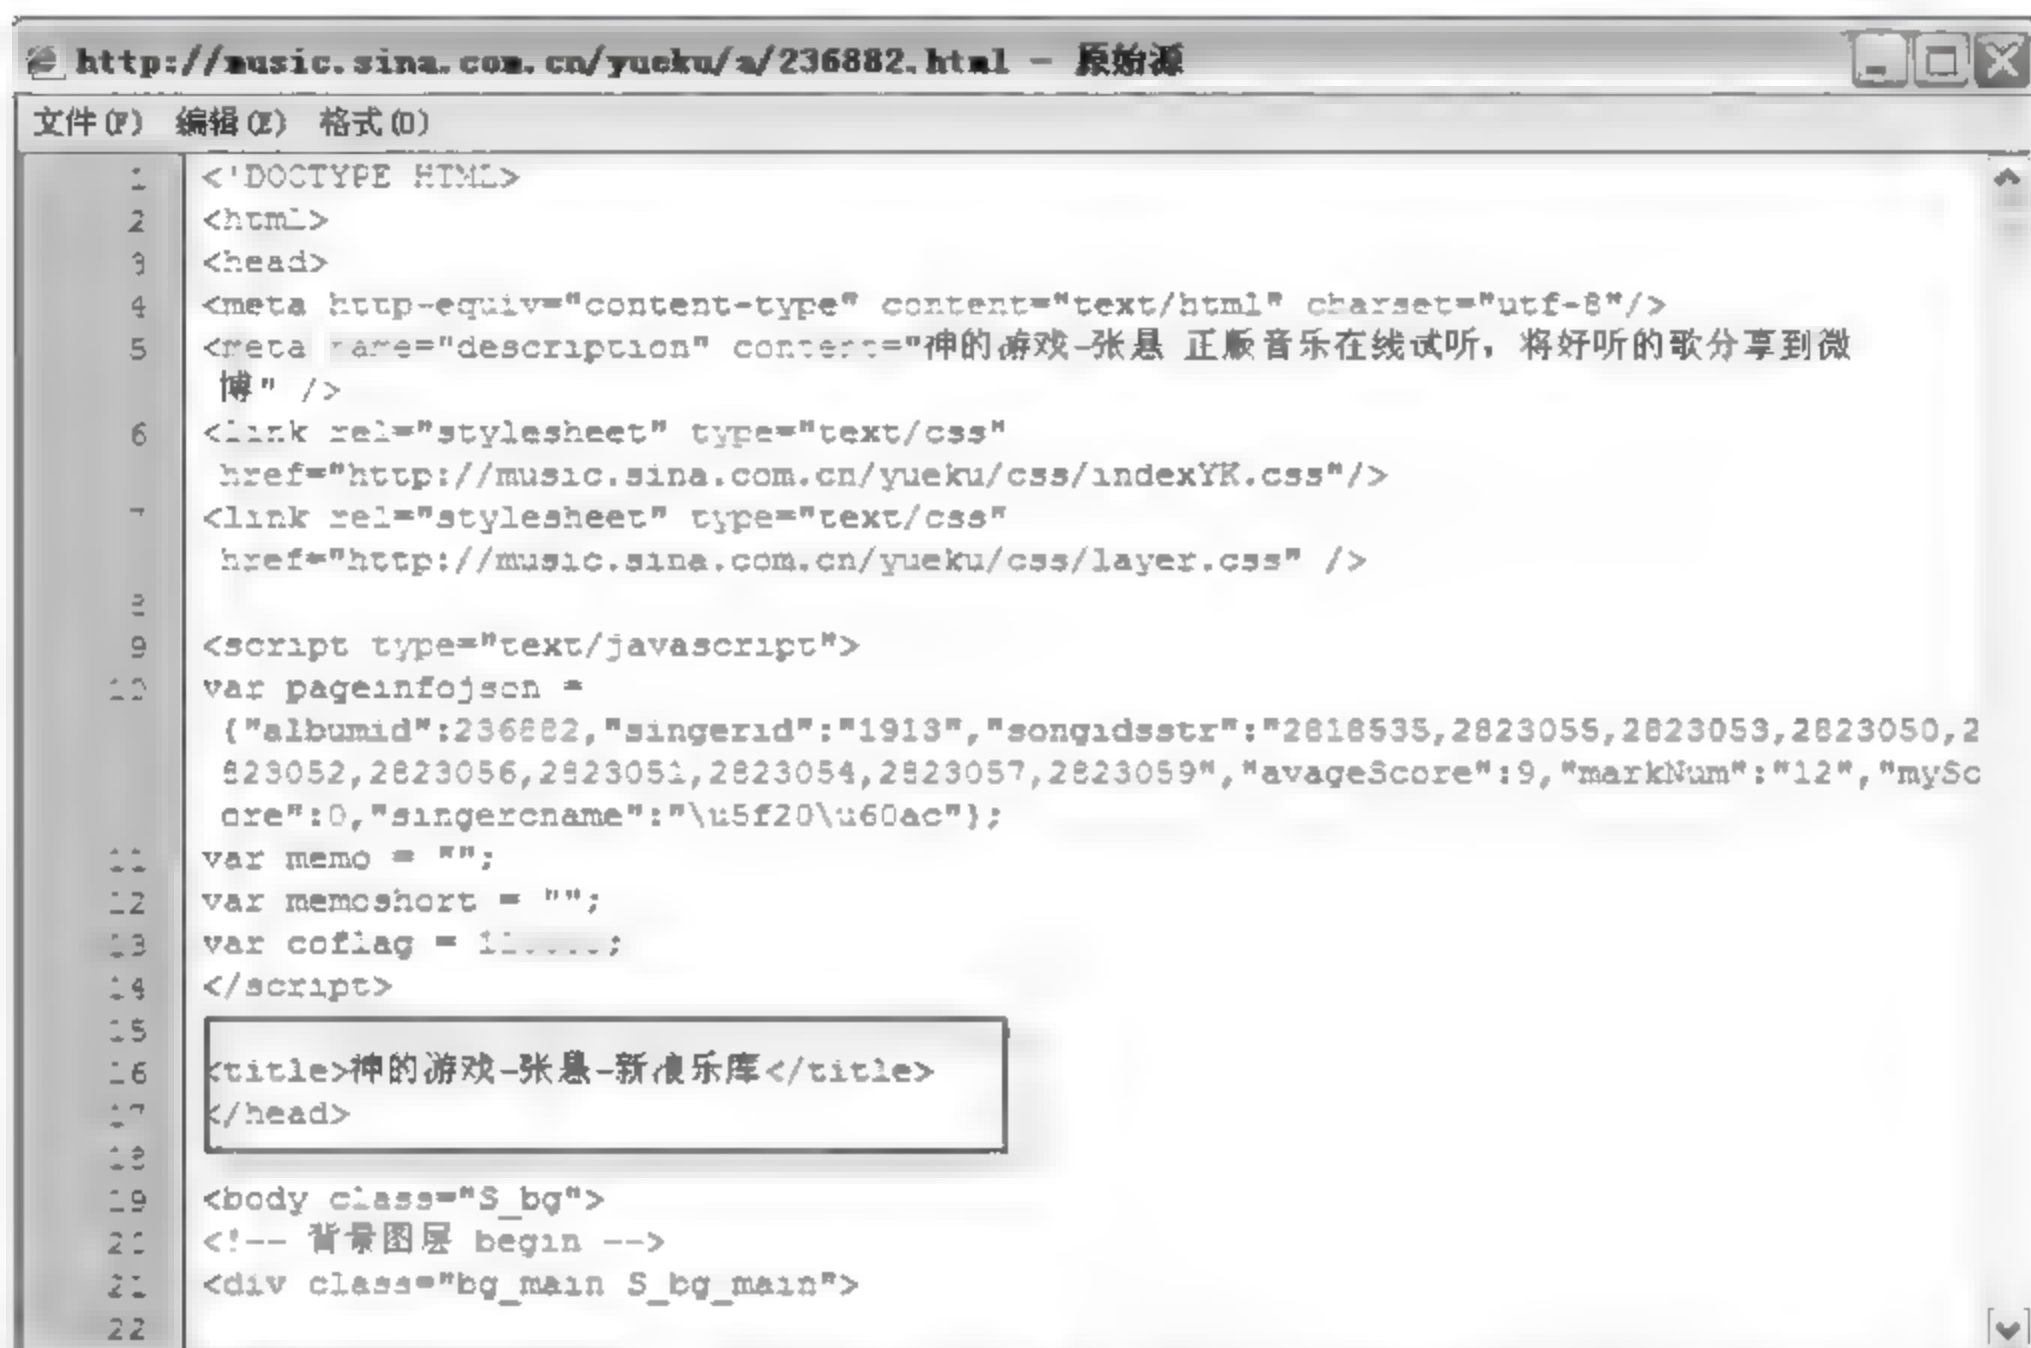 http://music.sina.com.cn/yueku/a/236882.html - 原始源
文件(F) 编辑(E) 格式(O)
1 <!DOCTYPE HTML>
2 <html>
3 <head>
4 <meta http-equiv="content-type" content="text/html" charset="utf-8"/>
5 <meta name="description" content="神的游戏-张悬 正版音乐在线试听，将好听的歌分享到微
博" />
6 <link rel="stylesheet" type="text/css"
href="http://music.sina.com.cn/yueku/css/indexYK.css"/>
7 <link rel="stylesheet" type="text/css"
href="http://music.sina.com.cn/yueku/css/layer.css" />
8
9 <script type="text/javascript">
10 var pageinfojson =
{"albumid":236882,"singerid":"1913","songidsstr":"2818535,2823055,2823053,2823050,2
823052,2823056,2823051,2823054,2823057,2823059","avageScore":9,"markNum":"12","mySc
ore":0,"singercname":"\u5f20\u60ac"};
11 var memo = "";
12 var memoshort = "";
13 var coflag =
14 </script>
15
16 <title>神的游戏-张悬-新浪乐库</title>
17 </head>
18
19 <body class="S_bg">
20 <!-- 背景图层 begin -->
21 <div class="bg_main S_bg_main">
22